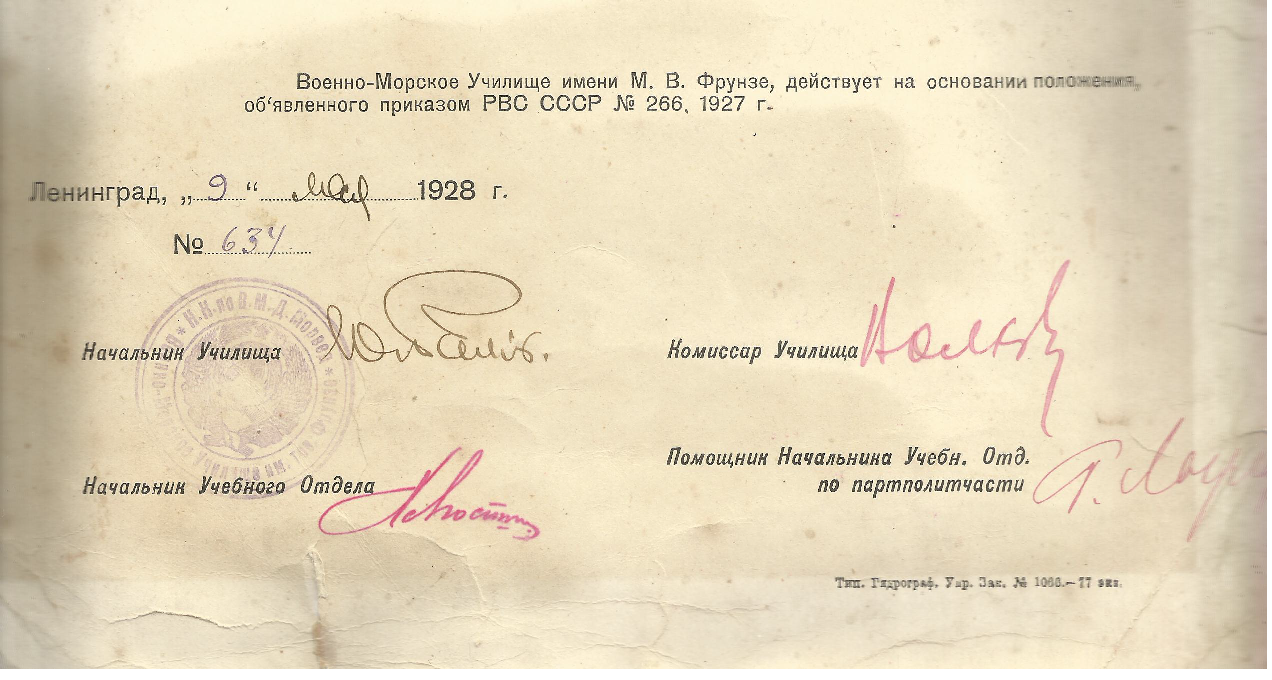 Военно-Морское Училище имени М. В. Фрунзе, действует на основании положения,
об'явленного приказом РВС СССР № 266, 1927 г.
Ленинград, „ 9 “ мая 1928 г.
№ 634
Начальник Училища
Комиссар Училища
Помощник Начальника Учебн. Отд.
по партполитчасти
Начальник Учебного Отдела
Тип. Гидрограф. Упр. Зак. № 1066.—77 экз.